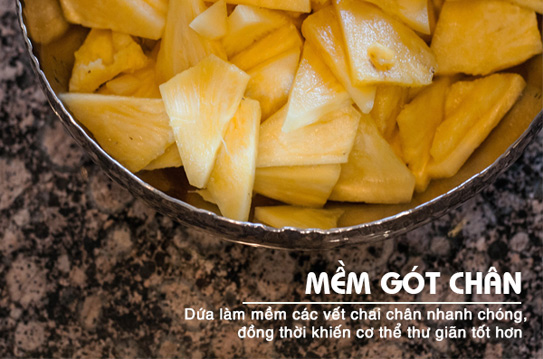 MỀM GÓT CHÂN
Dứa làm mềm các vết chai chân nhanh chóng,
đồng thời khiến cơ thể thư giãn tốt hơn